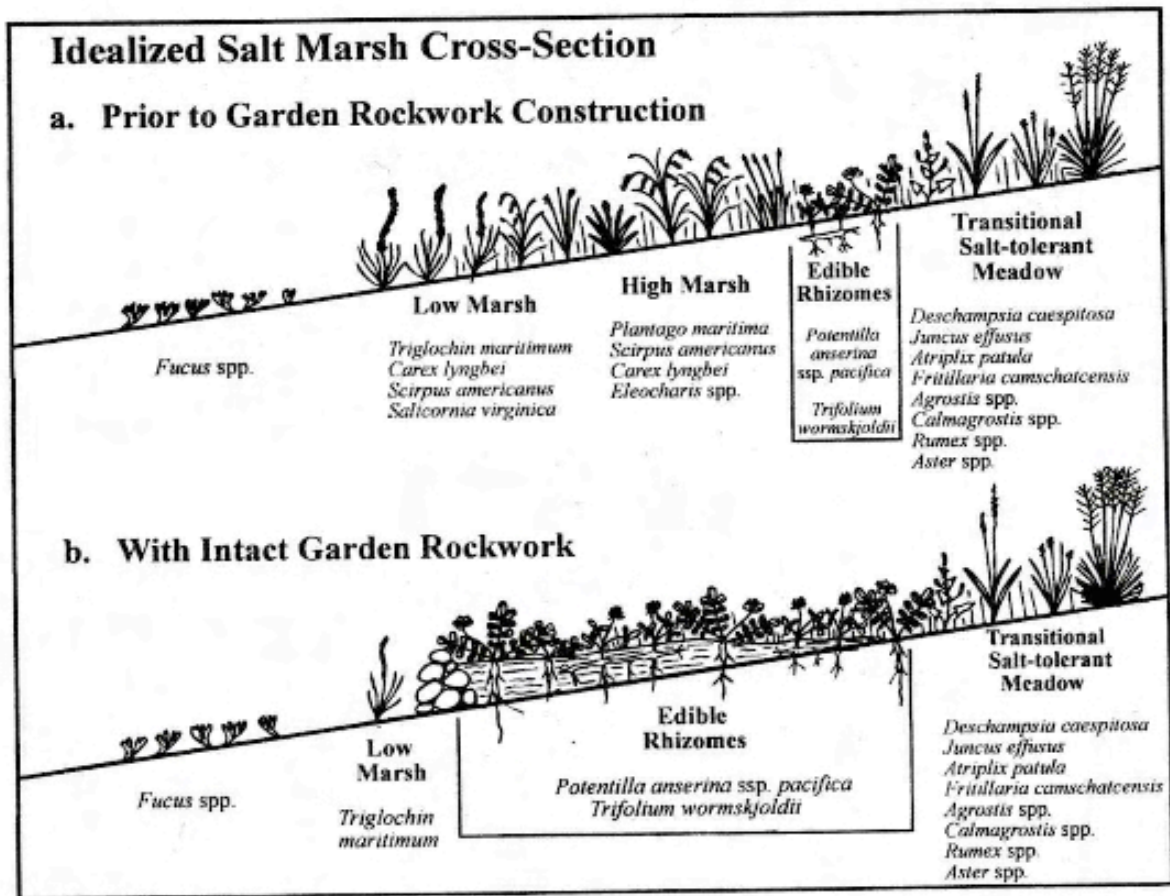 Idealized Salt Marsh Cross-Section
a. Prior to Garden Rockwork Construction
Fucus spp.
Low Marsh
Triglochin maritimum
Carex lyngbei
Scirpus americanus
Salicornia virginica
High Marsh
Plantago maritima
Scirpus americanus
Carex lyngbei
Eleocharis spp.
Edible
Rhizomes
Potentilla
anserina
ssp. pacifica
Trifolium
wormskjoldii
Transitional
Salt-tolerant
Meadow
Deschampsia caespitosa
Juncus effusus
Atriplix patula
Fritillaria camschatcensis
Agrostis spp.
Calmagrostis spp.
Rumex spp.
Aster spp.
b. With Intact Garden Rockwork
Fucus spp.
Low
Marsh
Triglochin
maritimum
Edible
Rhizomes
Potentilla anserina ssp. pacifica
Trifolium wormskjoldii
Transitional
Salt-tolerant
Meadow
Deschampsia caespitosa
Juncus effusus
Atriplix patula
Fritillaria camschatcensis
Agrostis spp.
Calmagrostis spp.
Rumex spp.
Aster spp.